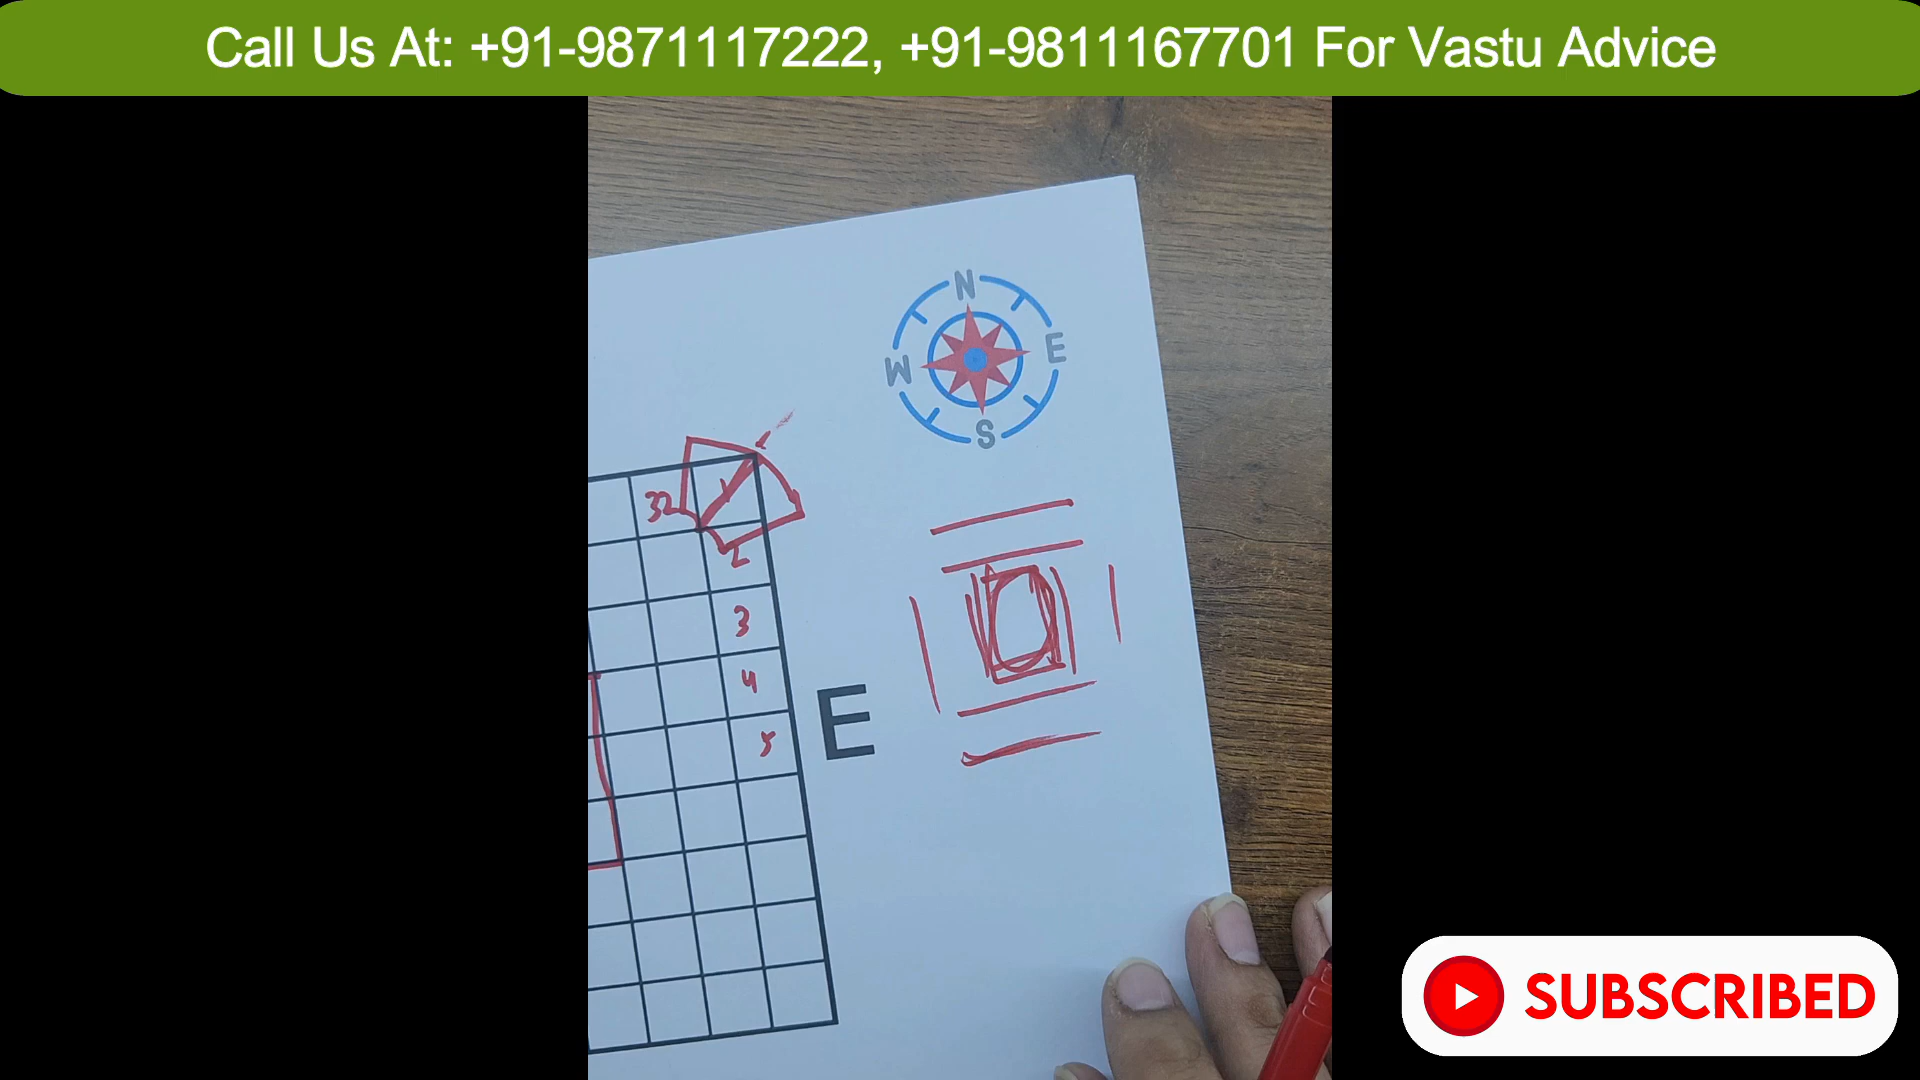 Call Us At: +91-9871117222, +91-9811167701 For Vastu Advice
N
W E
S
32 1
2
3
4
5
E
SUBSCRIBED